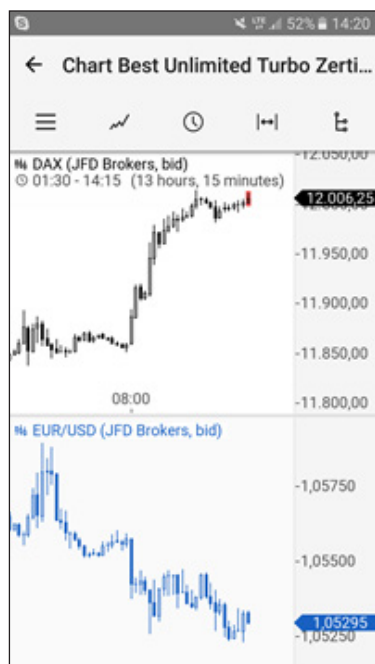 LTE 52% 14:20
Chart Best Unlimited Turbo Zerti...
DAX (JFD Brokers, bid)
01:30 - 14:15 (13 hours, 15 minutes)
12.050,00
12.006,25
11.950,00
11.900,00
11.850,00
11.800,00
08:00
EUR/USD (JFD Brokers, bid)
1,05750
1,05500
1,05295
1,05250